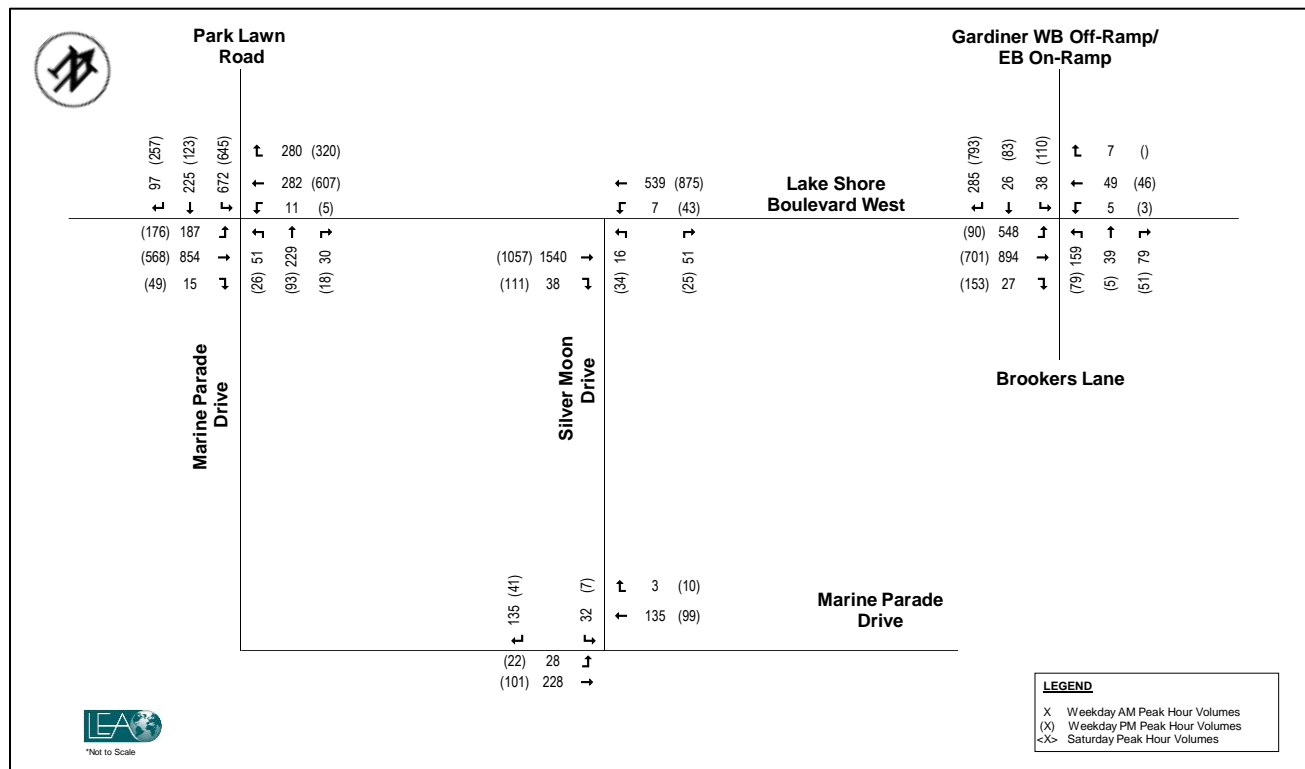 Park Lawn
Road
Gardiner WB Off-Ramp/
EB On-Ramp
97 (257)
225 (123)
672 (645)
280 (320)
282 (607)
11 (5)
(176) 187
(568) 854
(49) 15
(26) 51
(93) 229
(18) 30
539 (875)
7 (43)
Lake Shore
Boulevard West
(1057) 1540
(111) 38
(34) 16
(25) 51
285 (793)
26 (83)
38 (110)
7 ()
49 (46)
5 (3)
(90) 548
(701) 894
(153) 27
(79) 159
(5) 39
(51) 79
Marine Parade
Drive
Silver Moon
Drive
Brookers Lane
135 (41)
32 (7)
3 (10)
135 (99)
Marine Parade
Drive
(22) 28
(101) 228
LEGEND
X Weekday AM Peak Hour Volumes
(X) Weekday PM Peak Hour Volumes
<X> Saturday Peak Hour Volumes
LEA
*Not to Scale